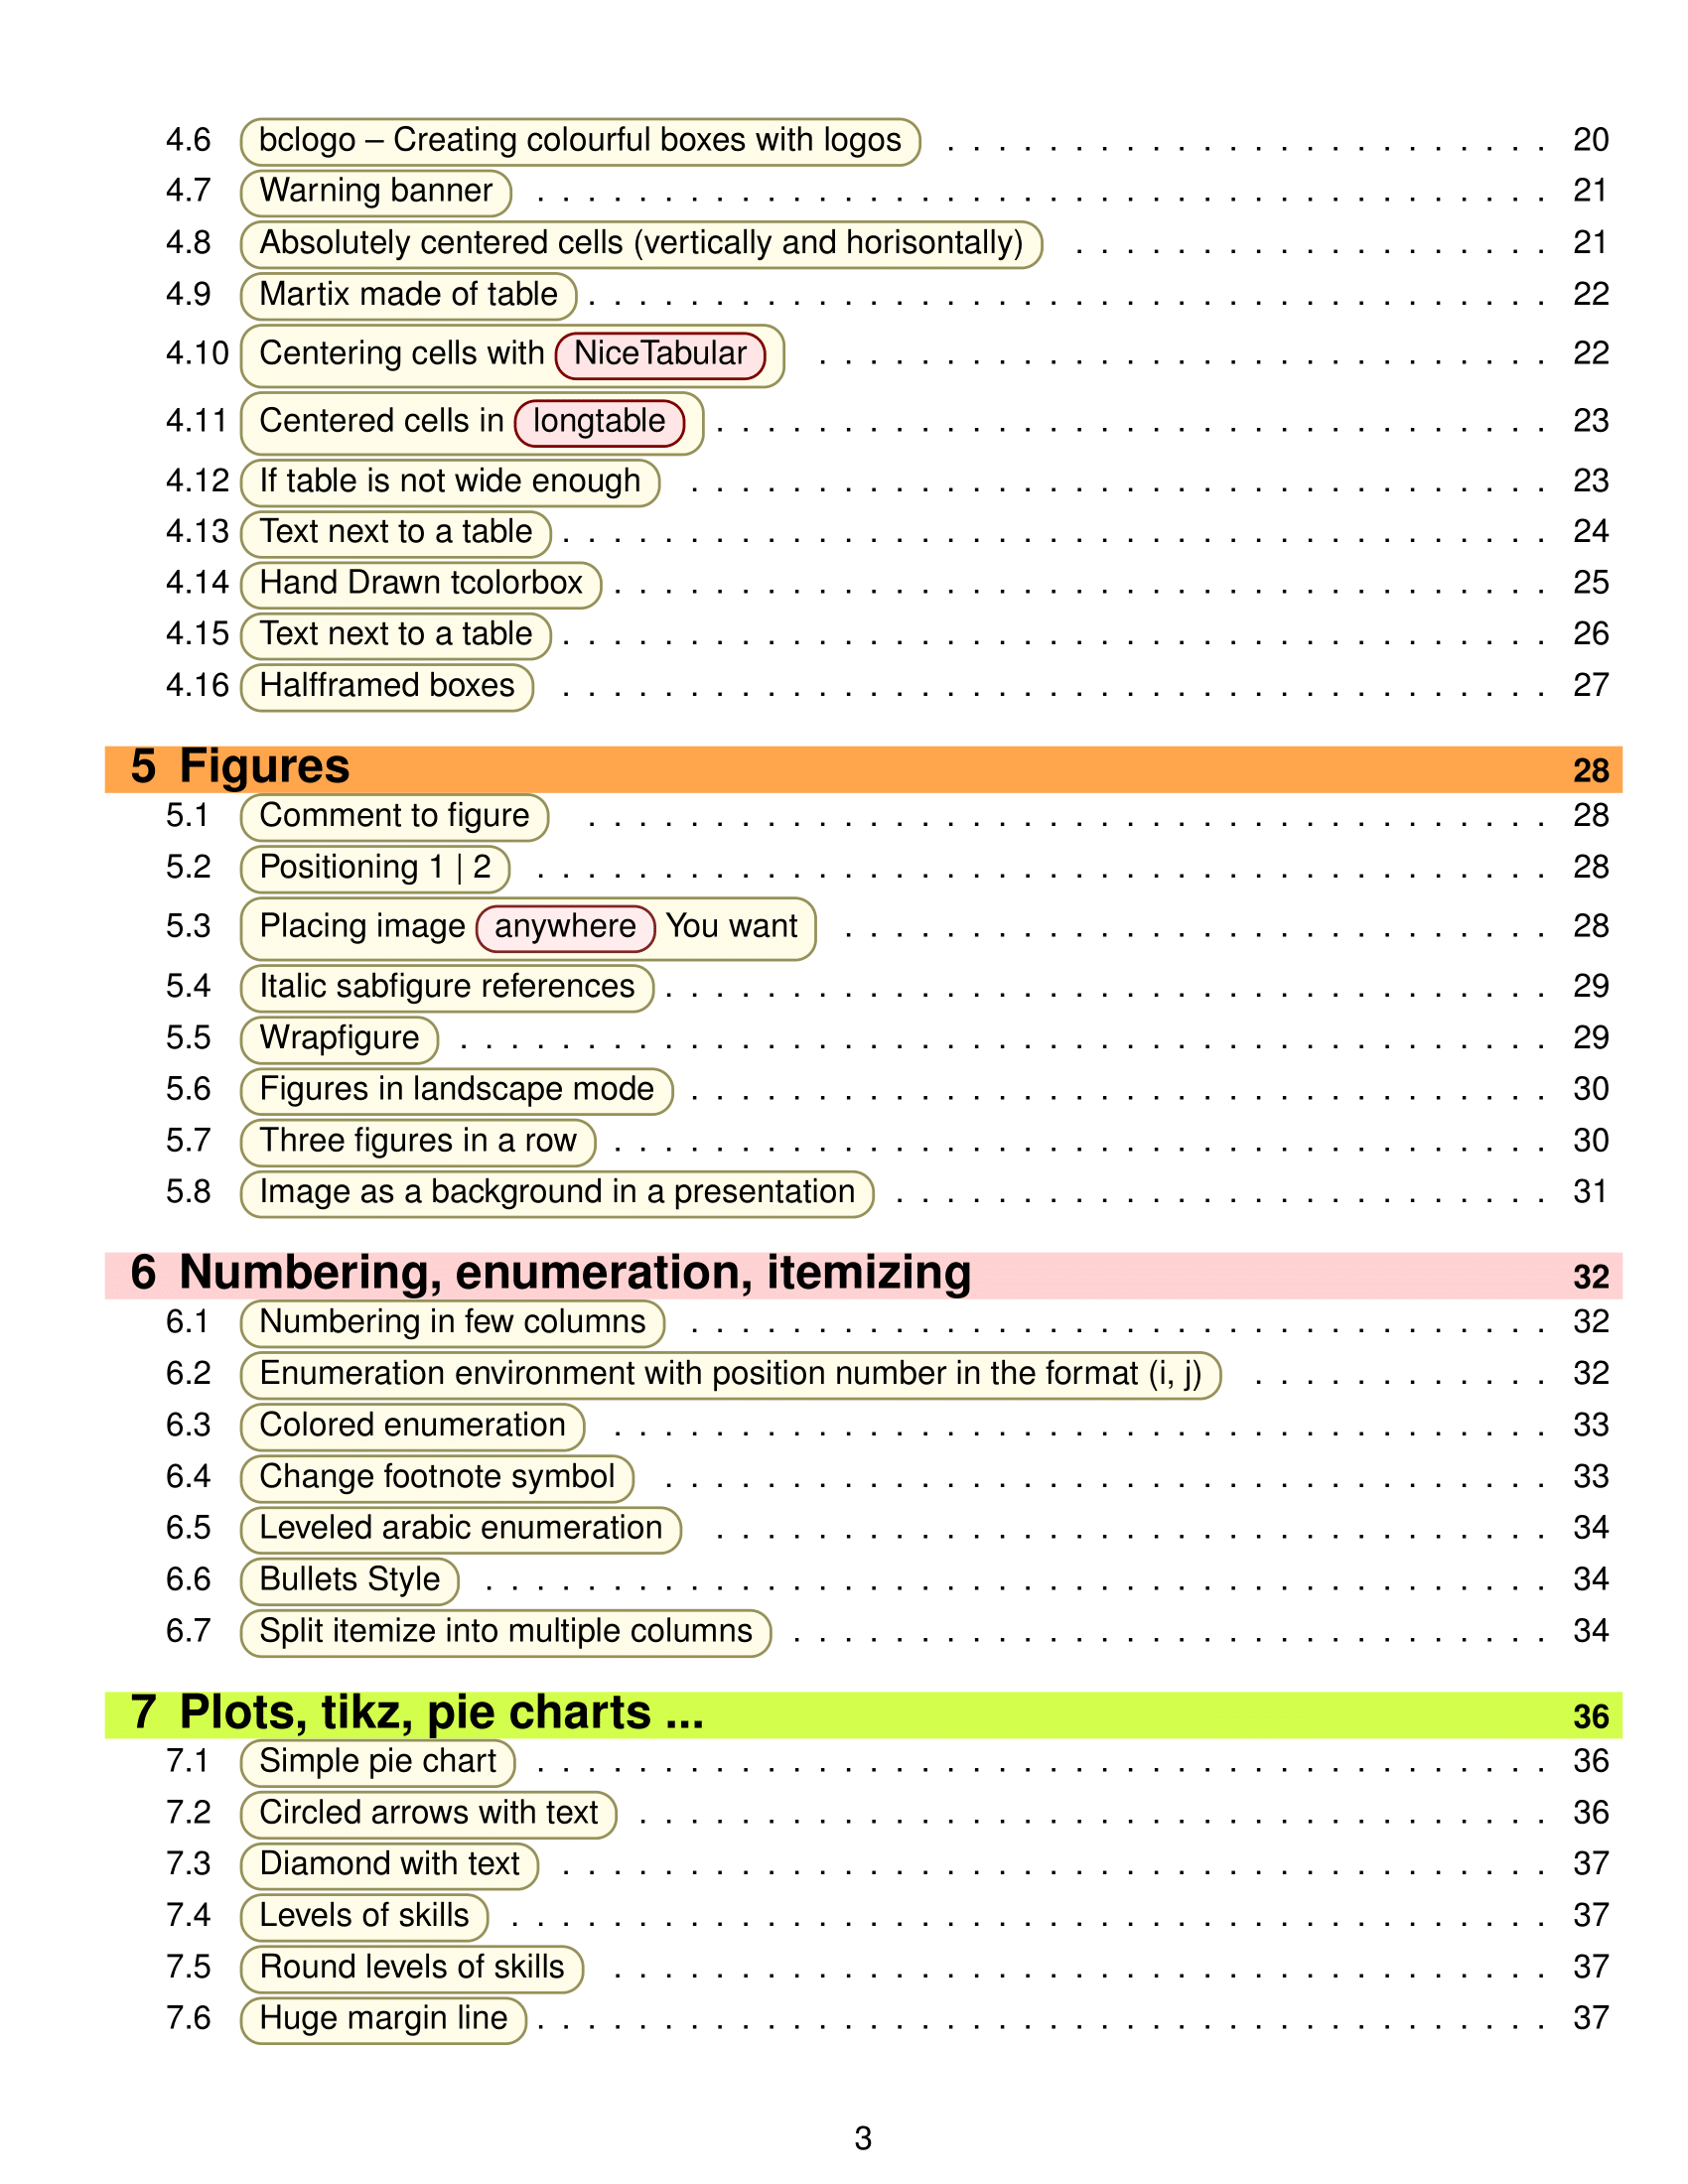 4.6 bclogo – Creating colourful boxes with logos . . . . . . . . . . . . . . . . . . . . . . . . 20
4.7 Warning banner . . . . . . . . . . . . . . . . . . . . . . . . . . . . . . . . . . . . . . . . 21
4.8 Absolutely centered cells (vertically and horisontally) . . . . . . . . . . . . . . . . . . . 21
4.9 Martix made of table . . . . . . . . . . . . . . . . . . . . . . . . . . . . . . . . . . . . . . 22
4.10 Centering cells with NiceTabular . . . . . . . . . . . . . . . . . . . . . . . . . . . . . 22
4.11 Centered cells in longtable . . . . . . . . . . . . . . . . . . . . . . . . . . . . . . . . . 23
4.12 If table is not wide enough . . . . . . . . . . . . . . . . . . . . . . . . . . . . . . . . . . 23
4.13 Text next to a table . . . . . . . . . . . . . . . . . . . . . . . . . . . . . . . . . . . . . . . 24
4.14 Hand Drawn tcolorbox . . . . . . . . . . . . . . . . . . . . . . . . . . . . . . . . . . . . . 25
4.15 Text next to a table . . . . . . . . . . . . . . . . . . . . . . . . . . . . . . . . . . . . . . . 26
4.16 Halfframed boxes . . . . . . . . . . . . . . . . . . . . . . . . . . . . . . . . . . . . . . . 27
5 Figures 28
5.1 Comment to figure . . . . . . . . . . . . . . . . . . . . . . . . . . . . . . . . . . . . . . 28
5.2 Positioning 1 | 2 . . . . . . . . . . . . . . . . . . . . . . . . . . . . . . . . . . . . . . . . 28
5.3 Placing image anywhere You want . . . . . . . . . . . . . . . . . . . . . . . . . . . . 28
5.4 Italic sabfigure references . . . . . . . . . . . . . . . . . . . . . . . . . . . . . . . . . . . 29
5.5 Wrapfigure . . . . . . . . . . . . . . . . . . . . . . . . . . . . . . . . . . . . . . . . . . . 29
5.6 Figures in landscape mode . . . . . . . . . . . . . . . . . . . . . . . . . . . . . . . . . . 30
5.7 Three figures in a row . . . . . . . . . . . . . . . . . . . . . . . . . . . . . . . . . . . . . 30
5.8 Image as a background in a presentation . . . . . . . . . . . . . . . . . . . . . . . . . . 31
6 Numbering, enumeration, itemizing 32
6.1 Numbering in few columns . . . . . . . . . . . . . . . . . . . . . . . . . . . . . . . . . . 32
6.2 Enumeration environment with position number in the format (i, j) . . . . . . . . . . . . 32
6.3 Colored enumeration . . . . . . . . . . . . . . . . . . . . . . . . . . . . . . . . . . . . . 33
6.4 Change footnote symbol . . . . . . . . . . . . . . . . . . . . . . . . . . . . . . . . . . . 33
6.5 Leveled arabic enumeration . . . . . . . . . . . . . . . . . . . . . . . . . . . . . . . . . 34
6.6 Bullets Style . . . . . . . . . . . . . . . . . . . . . . . . . . . . . . . . . . . . . . . . . . 34
6.7 Split itemize into multiple columns . . . . . . . . . . . . . . . . . . . . . . . . . . . . . . 34
7 Plots, tikz, pie charts ... 36
7.1 Simple pie chart . . . . . . . . . . . . . . . . . . . . . . . . . . . . . . . . . . . . . . . . 36
7.2 Circled arrows with text . . . . . . . . . . . . . . . . . . . . . . . . . . . . . . . . . . . . 36
7.3 Diamond with text . . . . . . . . . . . . . . . . . . . . . . . . . . . . . . . . . . . . . . . 37
7.4 Levels of skills . . . . . . . . . . . . . . . . . . . . . . . . . . . . . . . . . . . . . . . . . 37
7.5 Round levels of skills . . . . . . . . . . . . . . . . . . . . . . . . . . . . . . . . . . . . . 37
7.6 Huge margin line . . . . . . . . . . . . . . . . . . . . . . . . . . . . . . . . . . . . . . . . 37
3